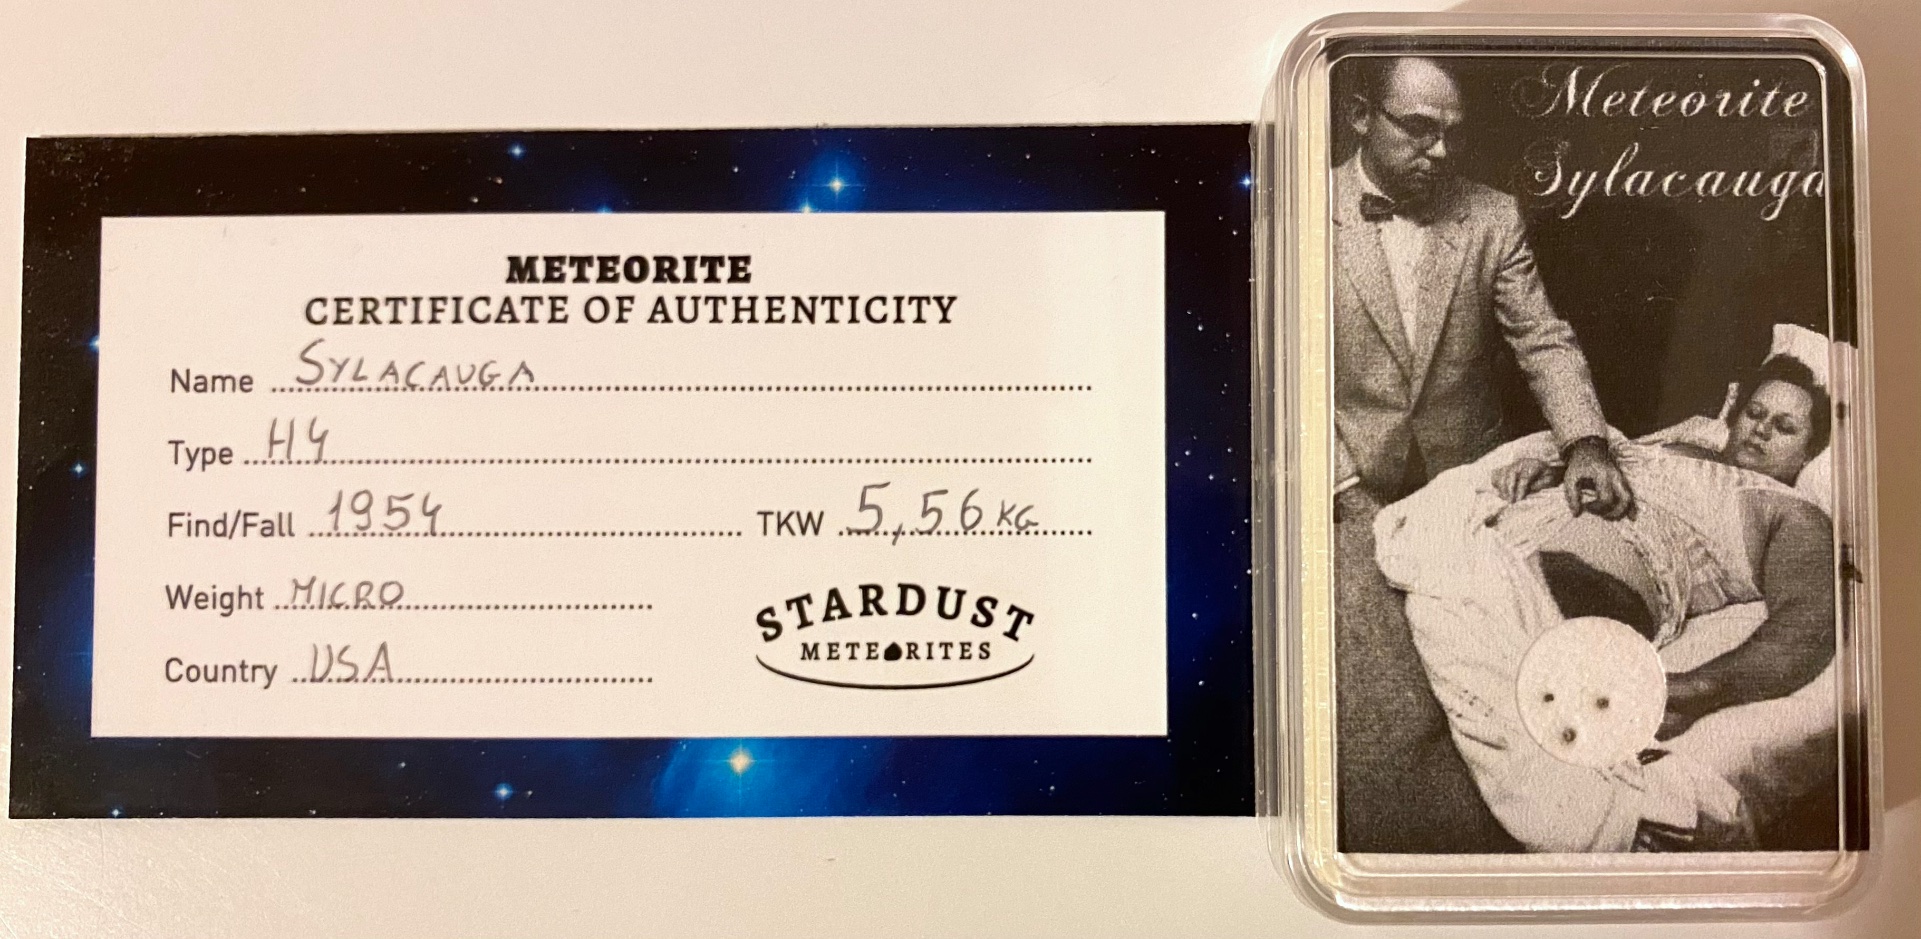 METEORITE
CERTIFICATE OF AUTHENTICITY
Name SYLACAUGA
Type H4
Find/Fall 1954 TKW 5,56 KG
Weight MICRO
Country USA
STARDUST
METEORITES
Meteorite
Sylacauga